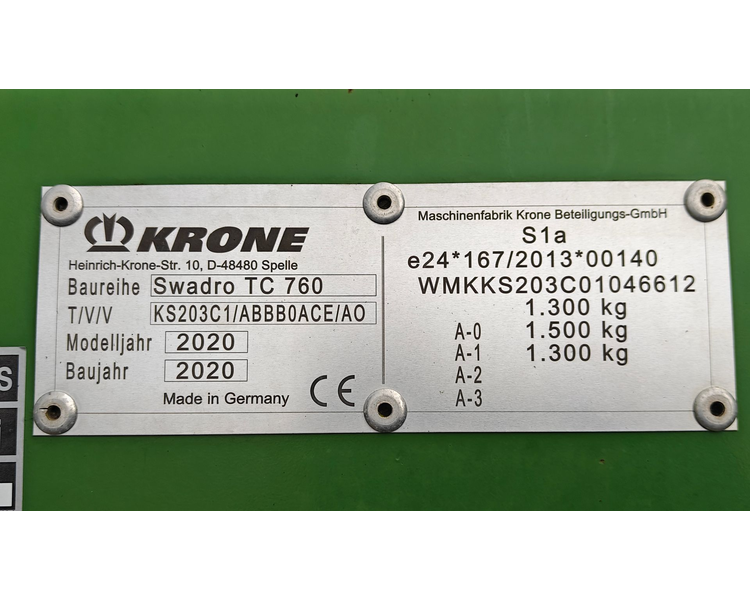 KRONE
Heinrich-Krone-Str. 10, D-48480 Spelle
Baureihe Swadro TC 760
T/V/V KS203C1/ABBB0ACE/AO
Modelljahr 2020
Baujahr 2020
Made in Germany CE
Maschinenfabrik Krone Beteiligungs-GmbH
S1a
e24*167/2013*00140
WMKKS203C01046612
1.300 kg
A-0 1.500 kg
A-1 1.300 kg
A-2
A-3
S